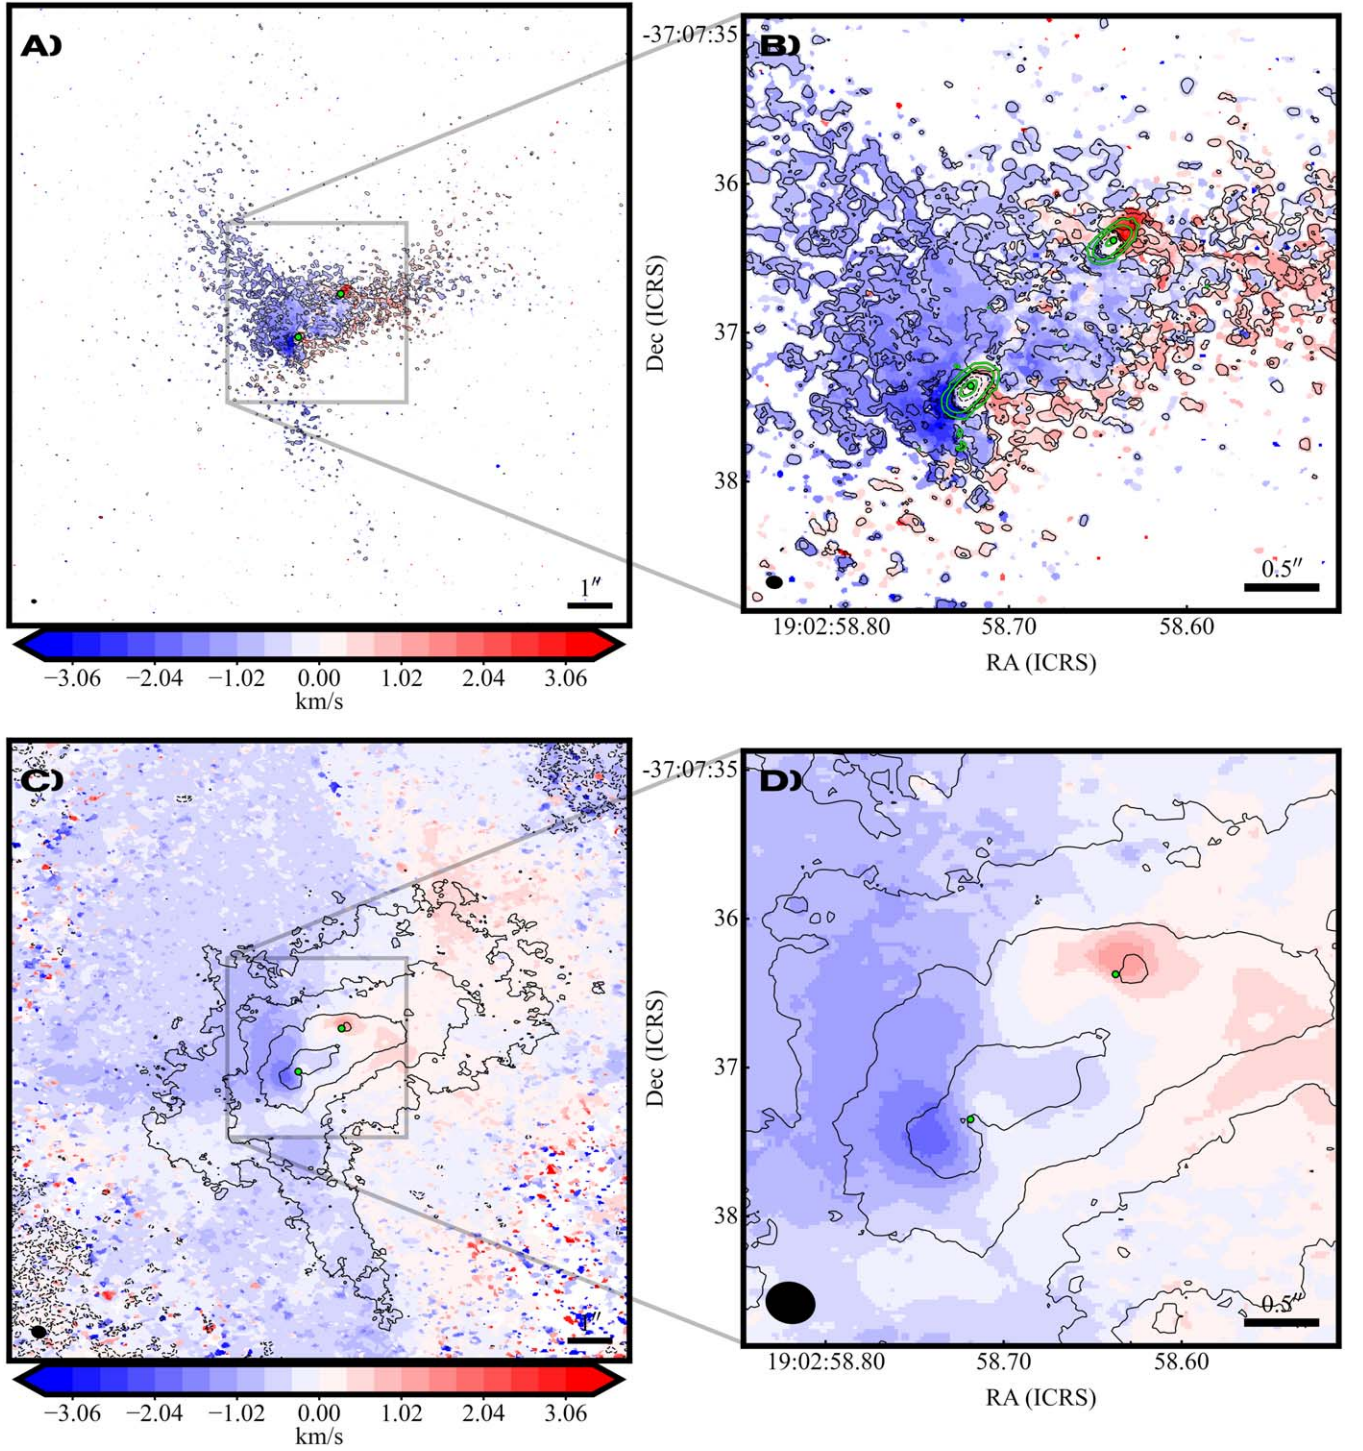 A)
1″
−3.06 −2.04 −1.02 0.00 1.02 2.04 3.06
km/s
B)
-37:07:35
36
37
38
Dec (ICRS)
0.5″
19:02:58.80 58.70 58.60
RA (ICRS)
C)
1″
−3.06 −2.04 −1.02 0.00 1.02 2.04 3.06
km/s
D)
-37:07:35
36
37
38
Dec (ICRS)
0.5″
19:02:58.80 58.70 58.60
RA (ICRS)